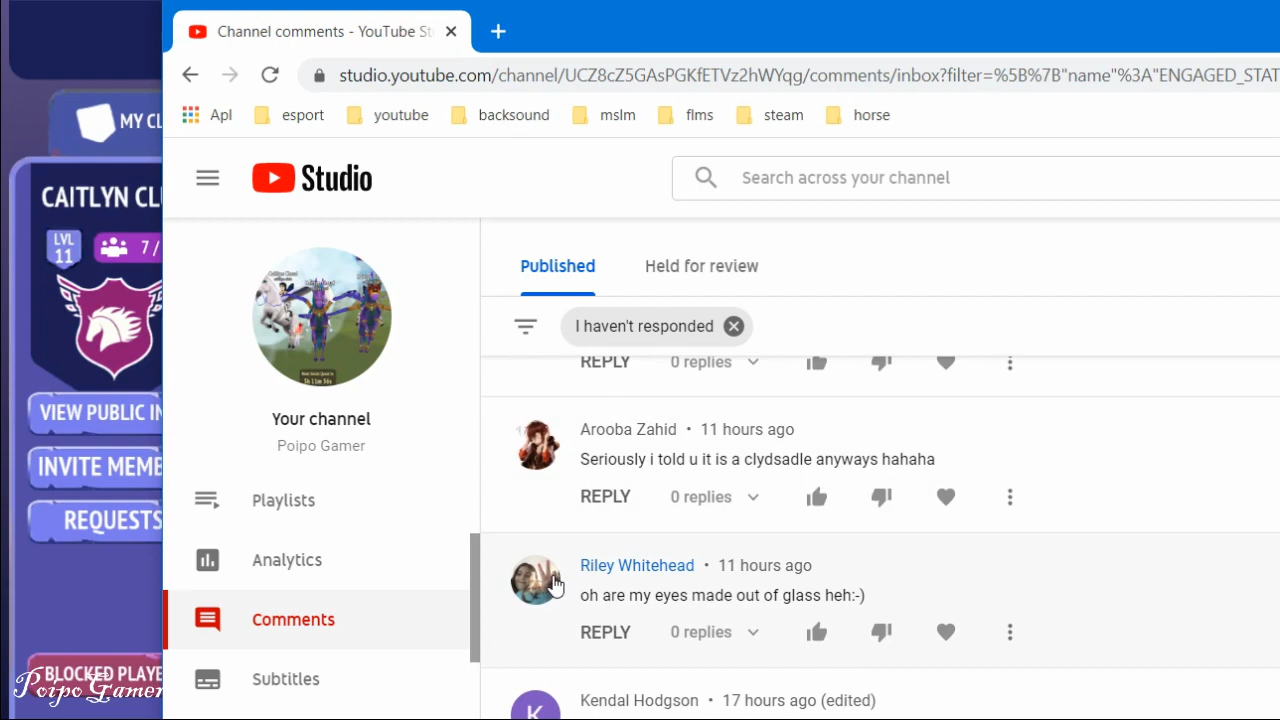 Channel comments - YouTube St
studio.youtube.com/channel/UCZ8cZ5GAsPGKfETVz2hWYqg/comments/inbox?filter=%5B%7B"name"%3A"ENGAGED_STAT
Apl esport youtube backsound mslm flms steam horse
Studio
Search across your channel
MY CL
CAITLYN CL
LVL
11
7/
VIEW PUBLIC IN
INVITE MEMB
REQUESTS
BLOCKED PLAYE
Poipo Gamer
Your channel
Poipo Gamer
Playlists
Analytics
Comments
Subtitles
Published Held for review
I haven't responded
REPLY 0 replies
Arooba Zahid • 11 hours ago
Seriously i told u it is a clydsadle anyways hahaha
REPLY 0 replies
Riley Whitehead • 11 hours ago
oh are my eyes made out of glass heh:-)
REPLY 0 replies
K
Kendal Hodgson • 17 hours ago (edited)